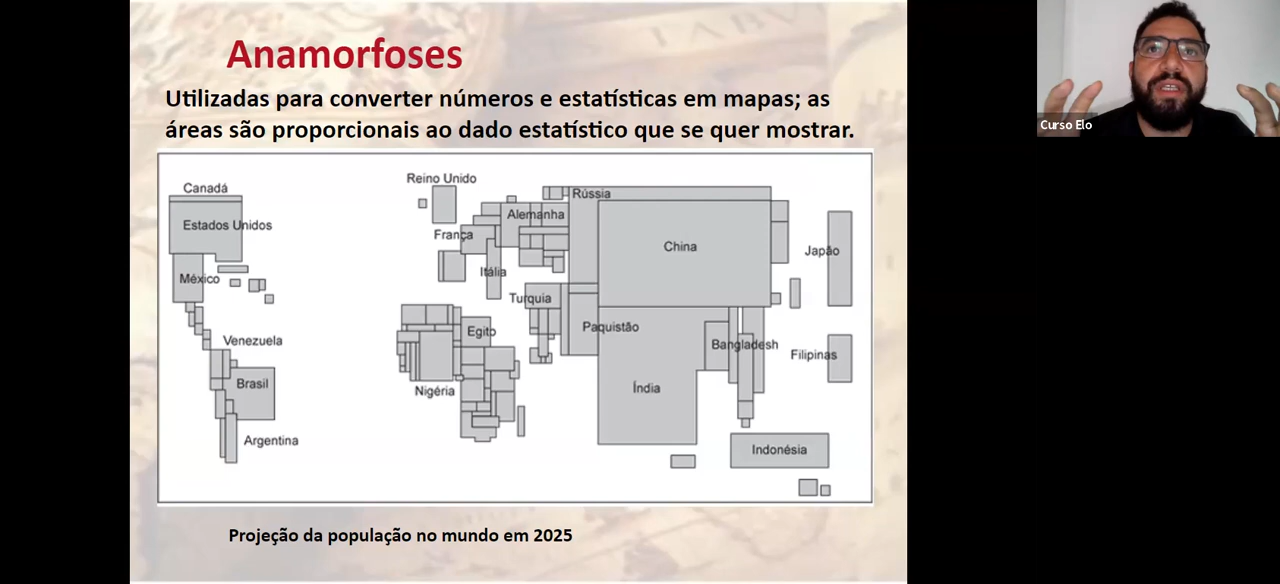 Anamorfoses
Utilizadas para converter números e estatísticas em mapas; as
áreas são proporcionais ao dado estatístico que se quer mostrar.
Curso Elo
Canadá
Estados Unidos
México
Venezuela
Brasil
Argentina
Reino Unido
Alemanha
França
Itália
Turquia
Egito
Nigéria
Rússia
China
Japão
Paquistão
Bangladesh
Filipinas
Índia
Indonésia
Projeção da população no mundo em 2025